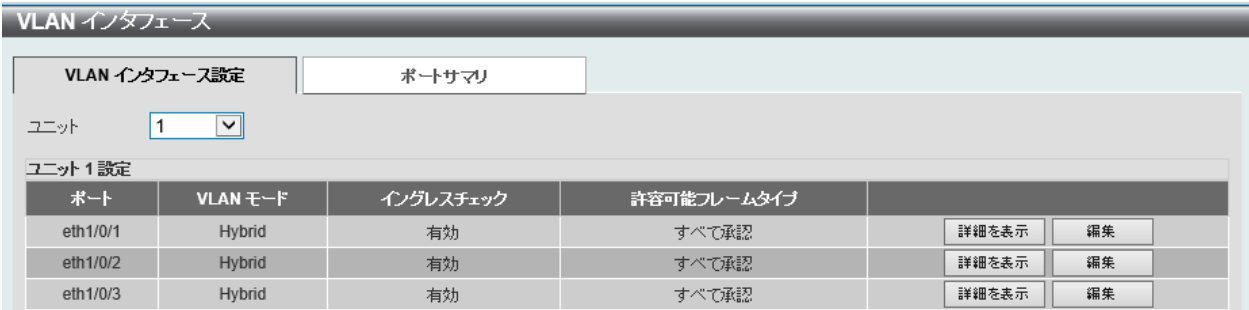 VLAN インタフェース
VLAN インタフェース設定 ポートサマリ
ユニット 1
ユニット 1 設定
ポート VLAN モード イングレスチェック 許容可能フレームタイプ
eth1/0/1 Hybrid 有効 すべて承認 詳細を表示 編集
eth1/0/2 Hybrid 有効 すべて承認 詳細を表示 編集
eth1/0/3 Hybrid 有効 すべて承認 詳細を表示 編集